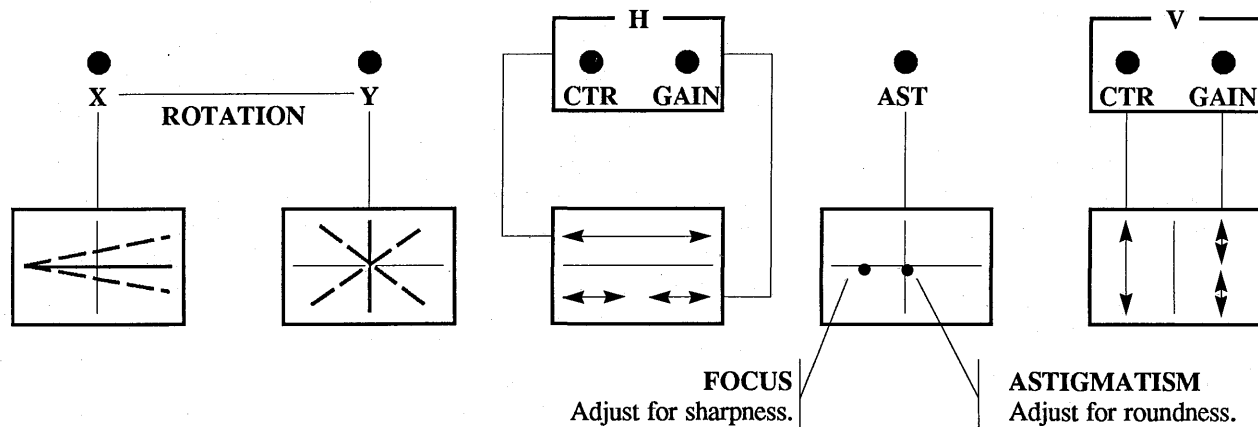 H
V
CTR GAIN
CTR GAIN
X
Y
AST
ROTATION
FOCUS
Adjust for sharpness.
ASTIGMATISM
Adjust for roundness.